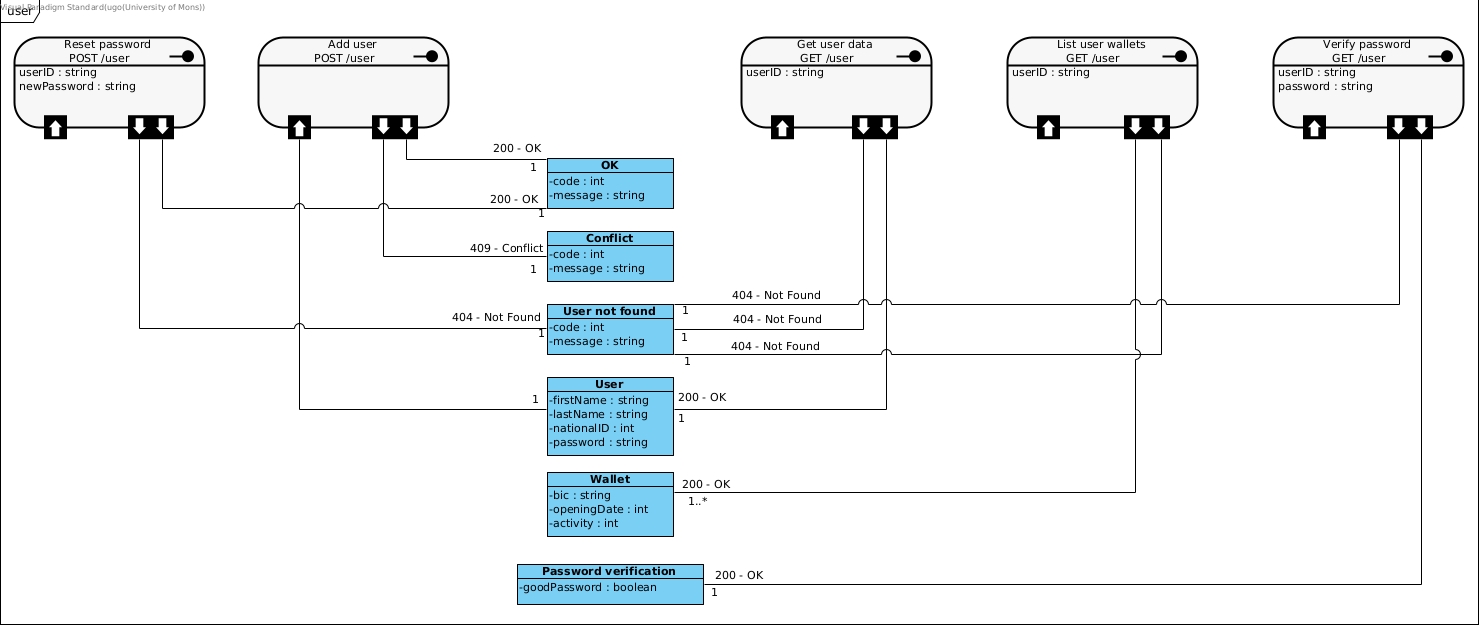 Visual Paradigm Standard(ugo(University of Mons))
user
Reset password
POST /user
userID : string
newPassword : string
Add user
POST /user
Get user data
GET /user
userID : string
List user wallets
GET /user
userID : string
Verify password
GET /user
userID : string
password : string
200 - OK
1
OK
-code : int
-message : string
200 - OK
1
Conflict
-code : int
-message : string
409 - Conflict
1
404 - Not Found
1
User not found
-code : int
-message : string
404 - Not Found
1
404 - Not Found
1
404 - Not Found
1
User
-firstName : string
-lastName : string
-nationalID : int
-password : string
1
200 - OK
1
Wallet
-bic : string
-openingDate : int
-activity : int
200 - OK
1..*
Password verification
-goodPassword : boolean
200 - OK
1